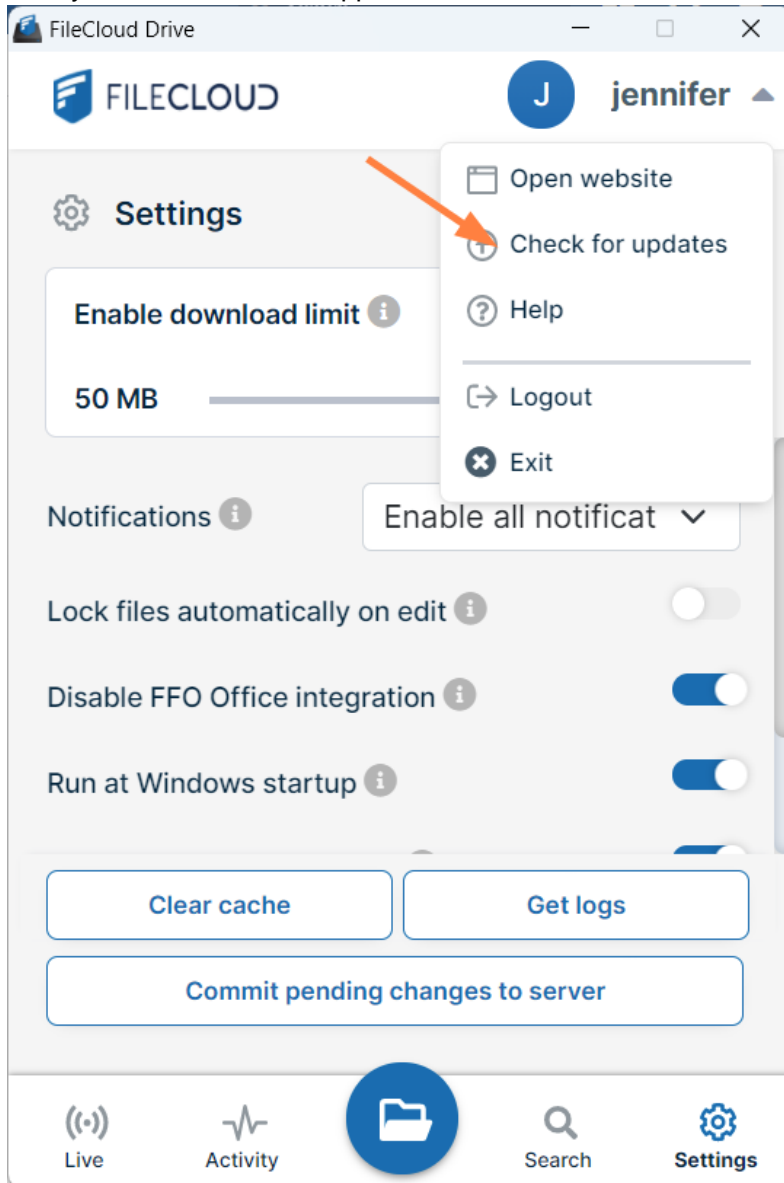 FileCloud Drive
FILECLOUD
J
jennifer
Open website
Settings
Check for updates
Enable download limit
Help
50 MB
Logout
Exit
Notifications
Enable all notificat
Lock files automatically on edit
Disable FFO Office integration
Run at Windows startup
Clear cache
Get logs
Commit pending changes to server
Live
Activity
Search
Settings